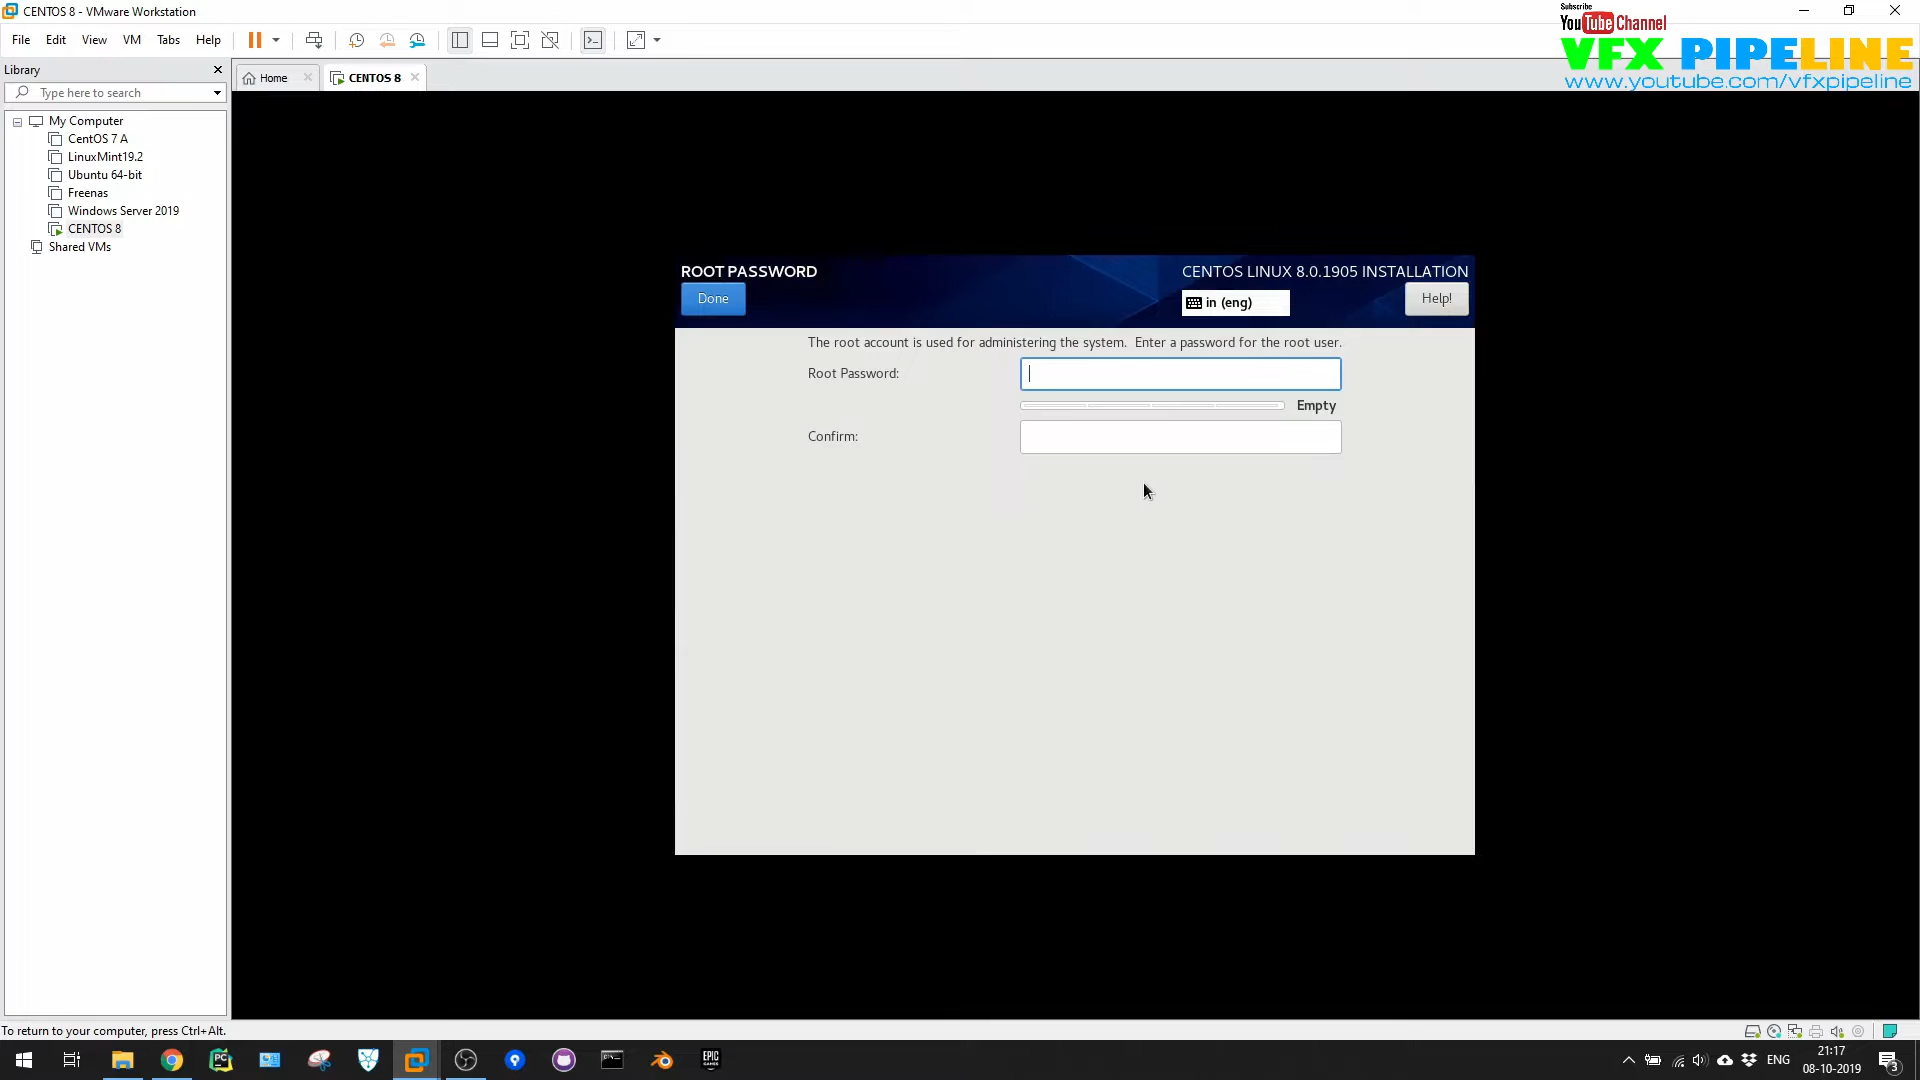 CENTOS 8 - VMware Workstation
Subscribe
YouTube Channel
VFX PIPELINE
www.youtube.com/vfxpipeline
File Edit View VM Tabs Help
Library
Home
CENTOS 8
Type here to search
My Computer
CentOS 7 A
LinuxMint19.2
Ubuntu 64-bit
Freenas
Windows Server 2019
CENTOS 8
Shared VMs
ROOT PASSWORD
CENTOS LINUX 8.0.1905 INSTALLATION
Done
in (eng)
Help!
The root account is used for administering the system. Enter a password for the root user.
Root Password:
Empty
Confirm:
To return to your computer, press Ctrl+Alt.
PC
EPIC
GAMES
ENG
21:17
08-10-2019
3